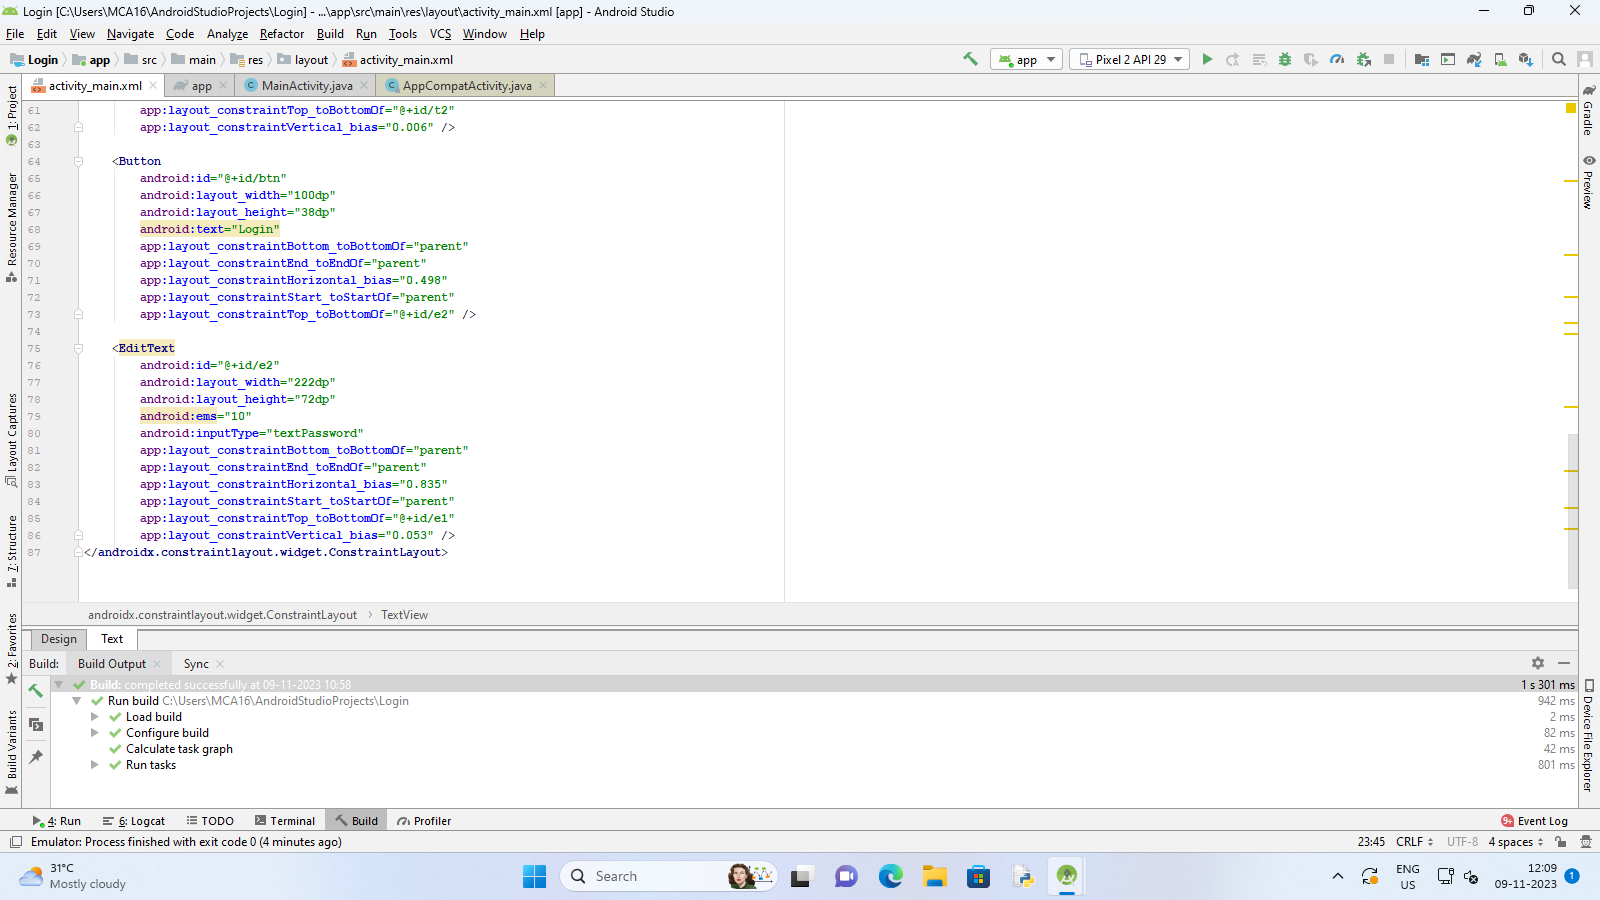 Login [C:\Users\MCA16\AndroidStudioProjects\Login] - ...\app\src\main\res\layout\activity_main.xml [app] - Android Studio
File Edit View Navigate Code Analyze Refactor Build Run Tools VCS Window Help
Login app src main res layout activity_main.xml app Pixel 2 API 29
activity_main.xml app MainActivity.java AppCompatActivity.java
61 app:layout_constraintTop_toBottomOf="@+id/t2"
62 app:layout_constraintVertical_bias="0.006" />
63
64 <Button
65 android:id="@+id/btn"
66 android:layout_width="100dp"
67 android:layout_height="38dp"
68 android:text="Login"
69 app:layout_constraintBottom_toBottomOf="parent"
70 app:layout_constraintEnd_toEndOf="parent"
71 app:layout_constraintHorizontal_bias="0.498"
72 app:layout_constraintStart_toStartOf="parent"
73 app:layout_constraintTop_toBottomOf="@+id/e2" />
74
75 <EditText
76 android:id="@+id/e2"
77 android:layout_width="222dp"
78 android:layout_height="72dp"
79 android:ems="10"
80 android:inputType="textPassword"
81 app:layout_constraintBottom_toBottomOf="parent"
82 app:layout_constraintEnd_toEndOf="parent"
83 app:layout_constraintHorizontal_bias="0.835"
84 app:layout_constraintStart_toStartOf="parent"
85 app:layout_constraintTop_toBottomOf="@+id/e1"
86 app:layout_constraintVertical_bias="0.053" />
87 </androidx.constraintlayout.widget.ConstraintLayout>
androidx.constraintlayout.widget.ConstraintLayout › TextView
Design Text
Build: Build Output Sync
Build: completed successfully at 09-11-2023 10:58 1 s 301 ms
Run build C:\Users\MCA16\AndroidStudioProjects\Login 942 ms
Load build 2 ms
Configure build 82 ms
Calculate task graph 42 ms
Run tasks 801 ms
1: Project
Resource Manager
Layout Captures
7: Structure
2: Favorites
Build Variants
Gradle
Preview
Device File Explorer
4: Run 6: Logcat TODO Terminal Build Profiler 9+ Event Log
Emulator: Process finished with exit code 0 (4 minutes ago) 23:45 CRLF UTF-8 4 spaces
31°C
Mostly cloudy
Search
ENG
US
12:09
09-11-2023
1